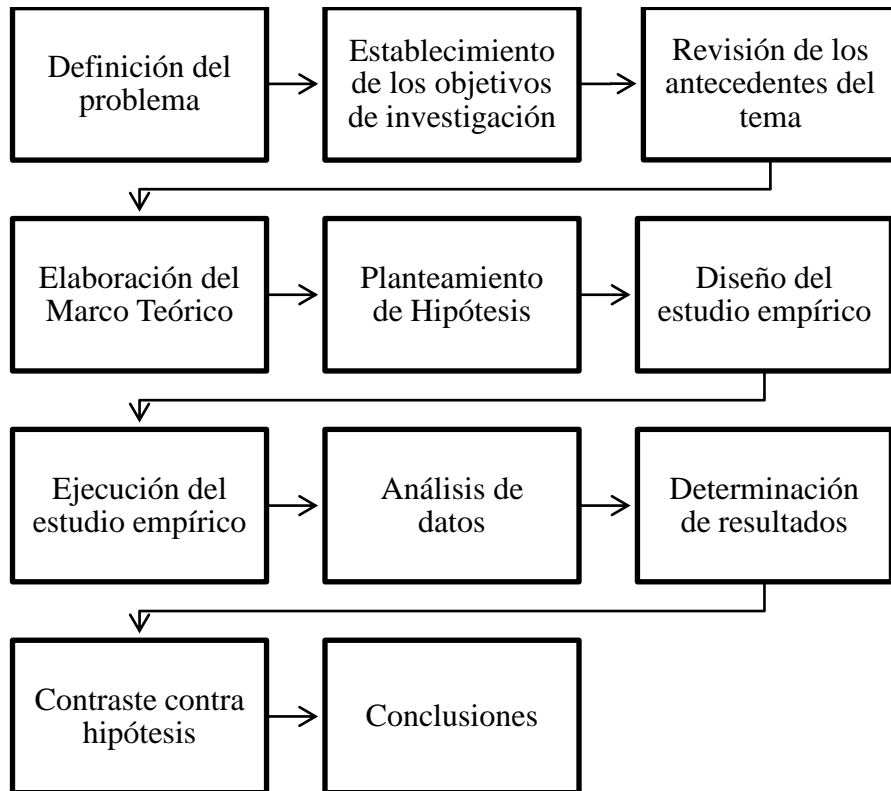 Definición del
problema
Establecimiento
de los objetivos
de investigación
Revisión de los
antecedentes del
tema
Elaboración del
Marco Teórico
Planteamiento
de Hipótesis
Diseño del
estudio empírico
Ejecución del
estudio empírico
Análisis de
datos
Determinación
de resultados
Contraste contra
hipótesis
Conclusiones